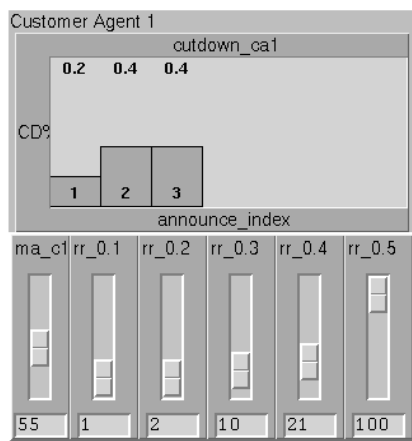 Customer Agent 1
cutdown_ca1
0.2 0.4 0.4
CD%
1 2 3
announce_index
ma_c1 rr_0.1 rr_0.2 rr_0.3 rr_0.4 rr_0.5
55 1 2 10 21 100